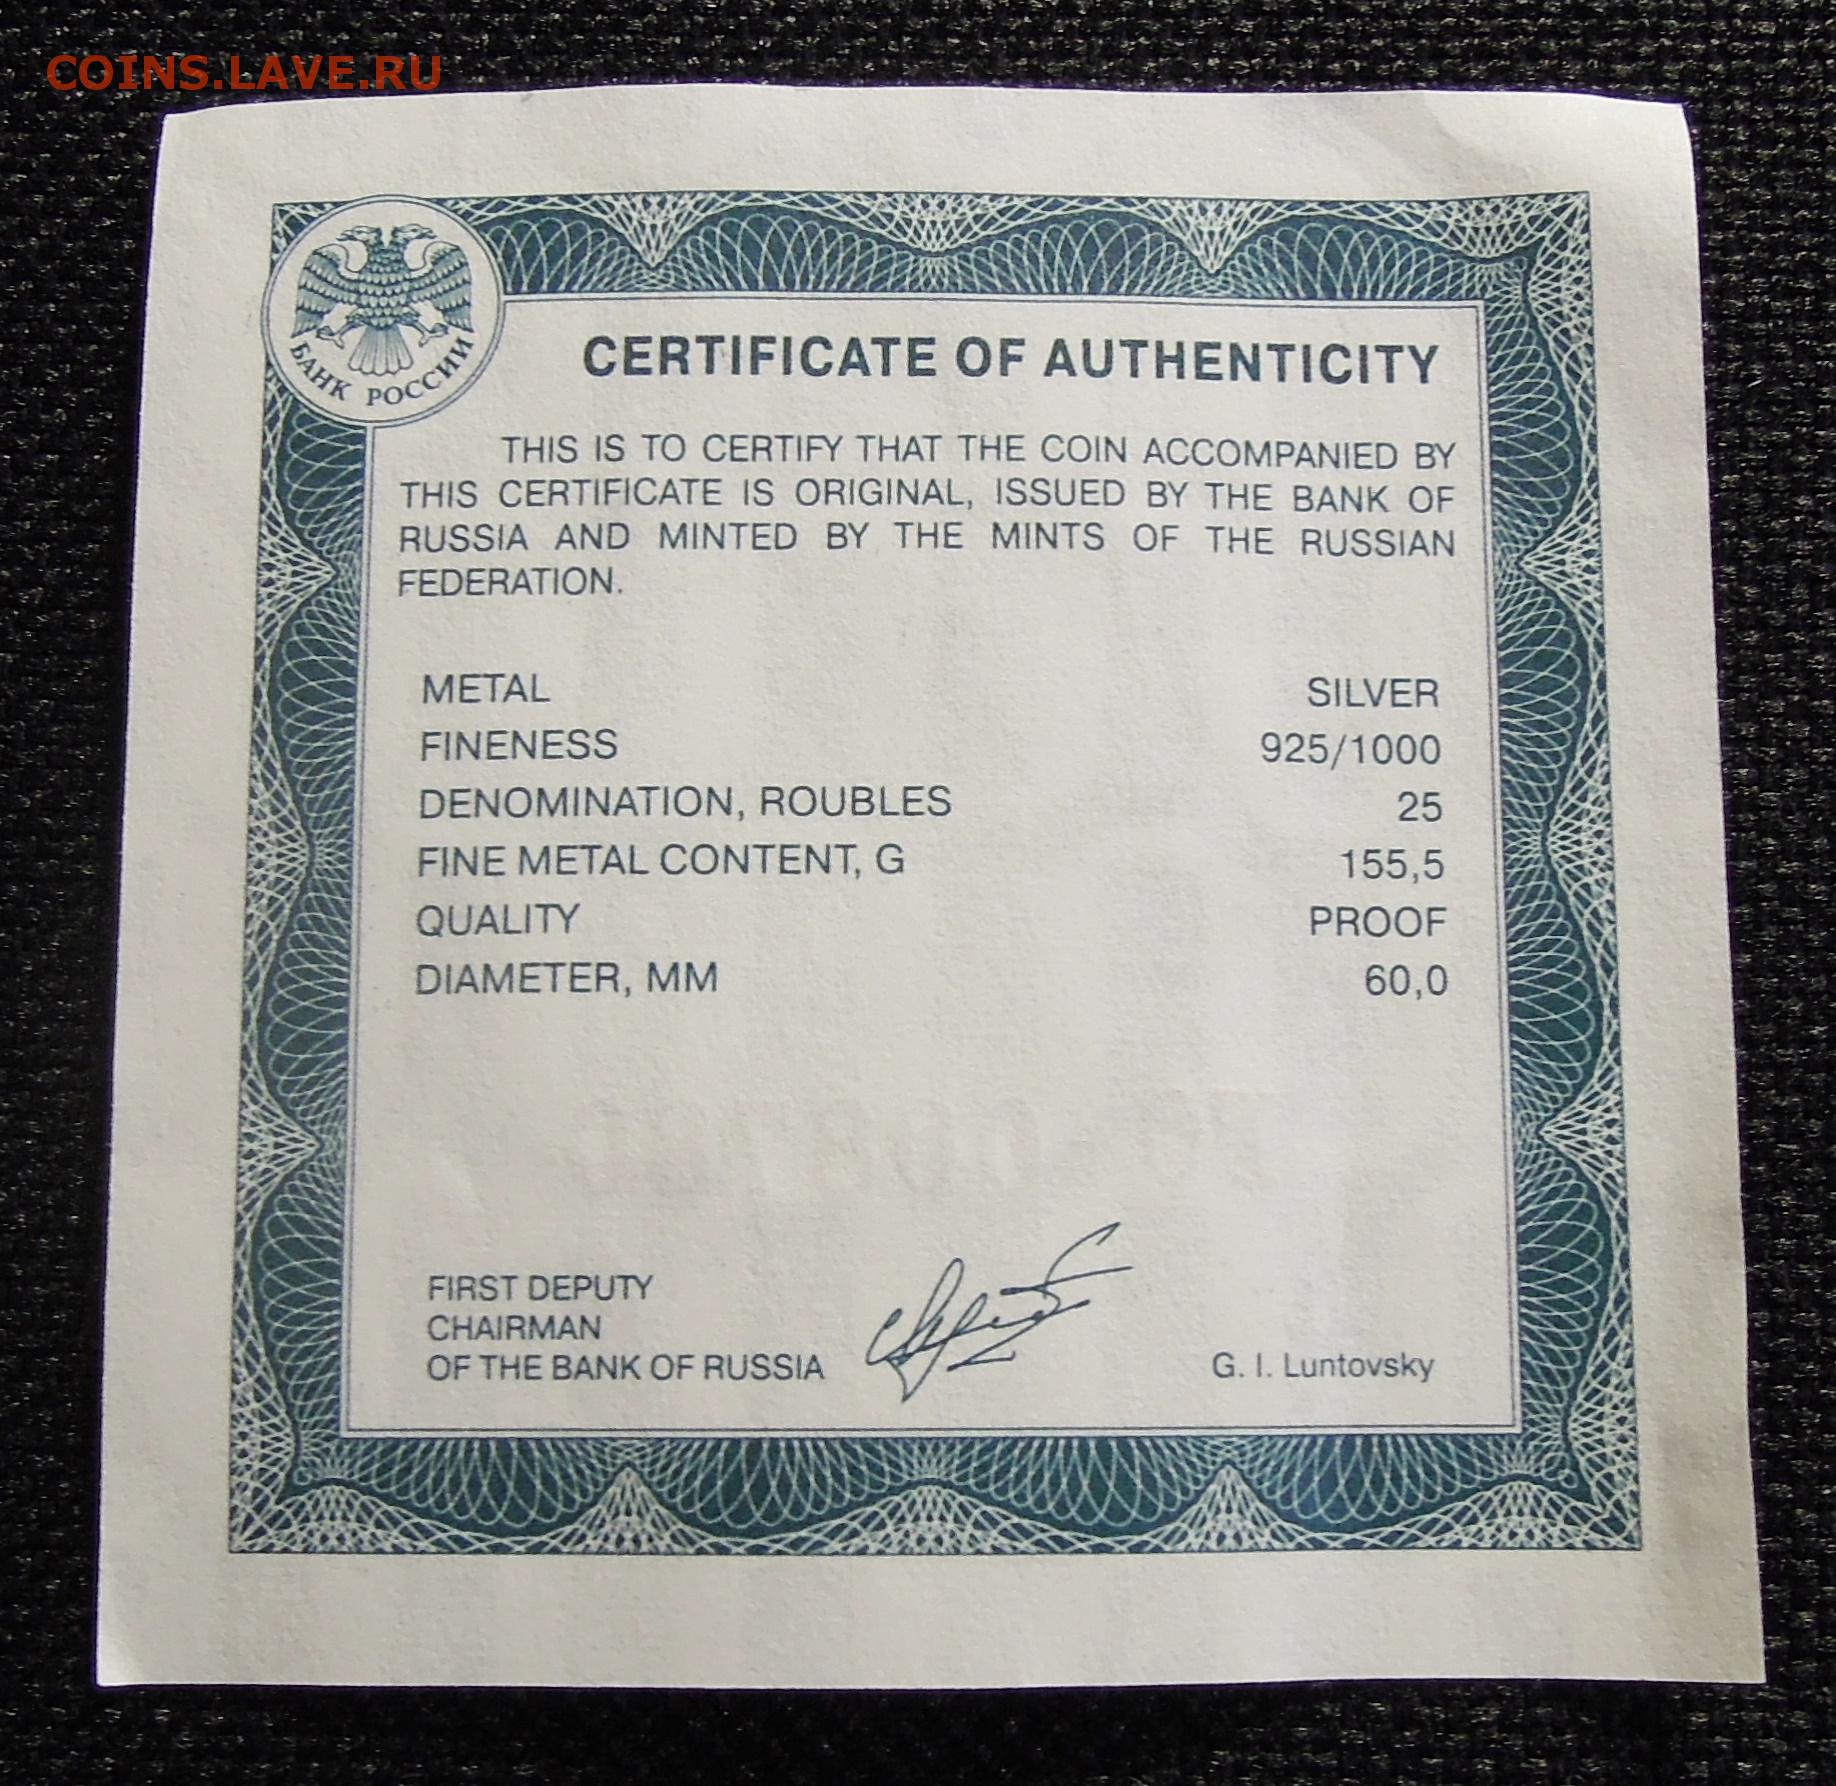 COINS.LAVE.RU
БАНК РОССИИ
CERTIFICATE OF AUTHENTICITY
THIS IS TO CERTIFY THAT THE COIN ACCOMPANIED BY
THIS CERTIFICATE IS ORIGINAL, ISSUED BY THE BANK OF
RUSSIA AND MINTED BY THE MINTS OF THE RUSSIAN
FEDERATION.
METAL SILVER
FINENESS 925/1000
DENOMINATION, ROUBLES 25
FINE METAL CONTENT, G 155,5
QUALITY PROOF
DIAMETER, MM 60,0
FIRST DEPUTY
CHAIRMAN
OF THE BANK OF RUSSIA G. I. Luntovsky